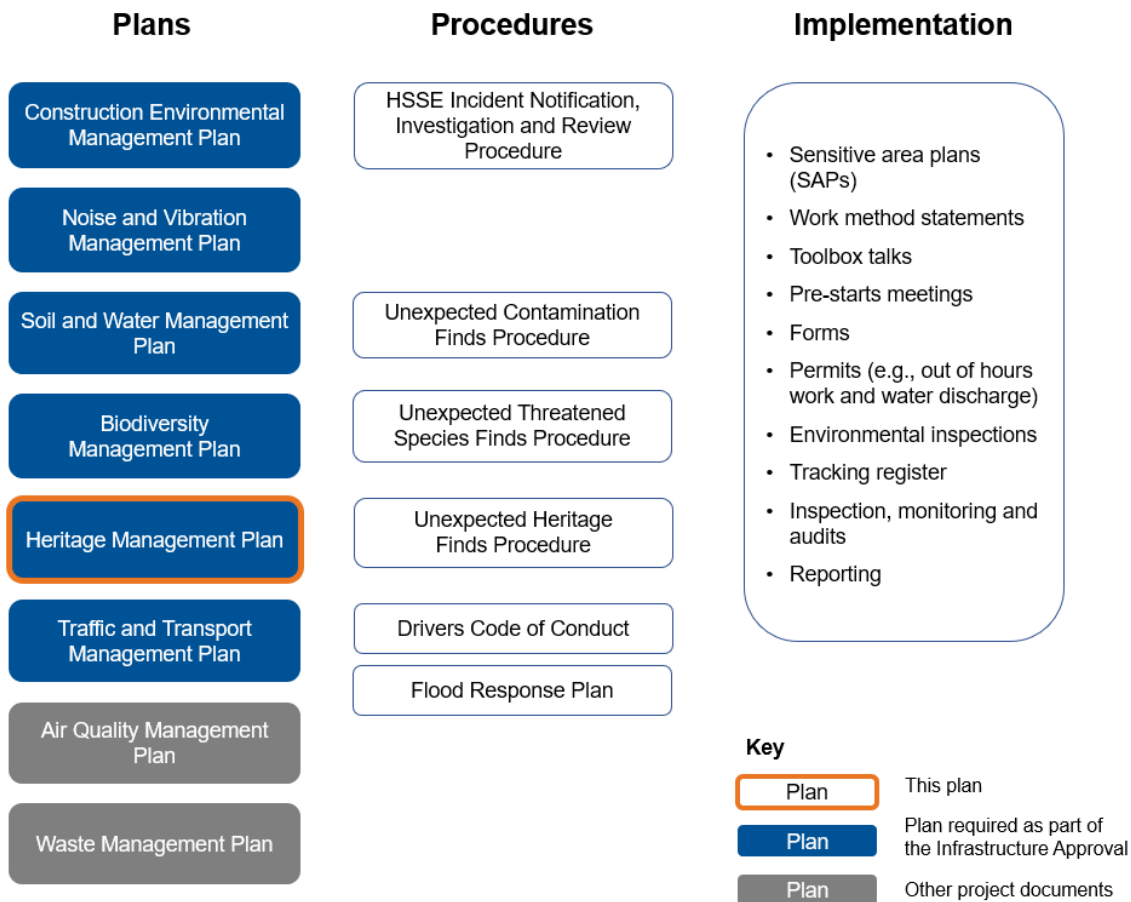 Plans
Construction Environmental
Management Plan
Noise and Vibration
Management Plan
Soil and Water Management
Plan
Biodiversity
Management Plan
Heritage Management Plan
Traffic and Transport
Management Plan
Air Quality Management
Plan
Waste Management Plan
Procedures
HSSE Incident Notification,
Investigation and Review
Procedure
Unexpected Contamination
Finds Procedure
Unexpected Threatened
Species Finds Procedure
Unexpected Heritage
Finds Procedure
Drivers Code of Conduct
Flood Response Plan
Implementation
• Sensitive area plans
(SAPs)
• Work method statements
• Toolbox talks
• Pre-starts meetings
• Forms
• Permits (e.g., out of hours
work and water discharge)
• Environmental inspections
• Tracking register
• Inspection, monitoring and
audits
• Reporting
Key
Plan
This plan
Plan
Plan required as part of
the Infrastructure Approval
Plan
Other project documents